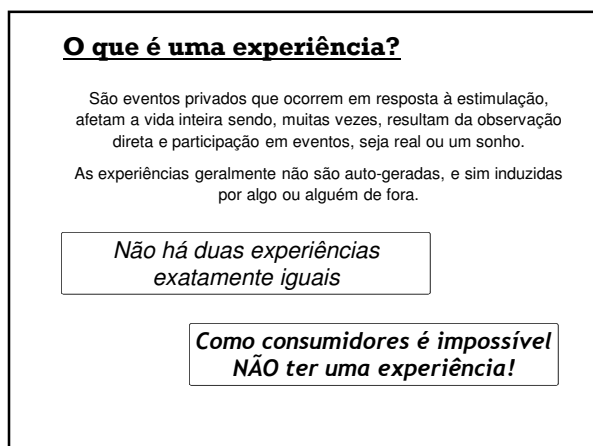 O que é uma experiência?
São eventos privados que ocorrem em resposta à estimulação,
afetam a vida inteira sendo, muitas vezes, resultam da observação
direta e participação em eventos, seja real ou um sonho.
As experiências geralmente não são auto-geradas, e sim induzidas
por algo ou alguém de fora.
Não há duas experiências
exatamente iguais
Como consumidores é impossível
NÃO ter uma experiência!